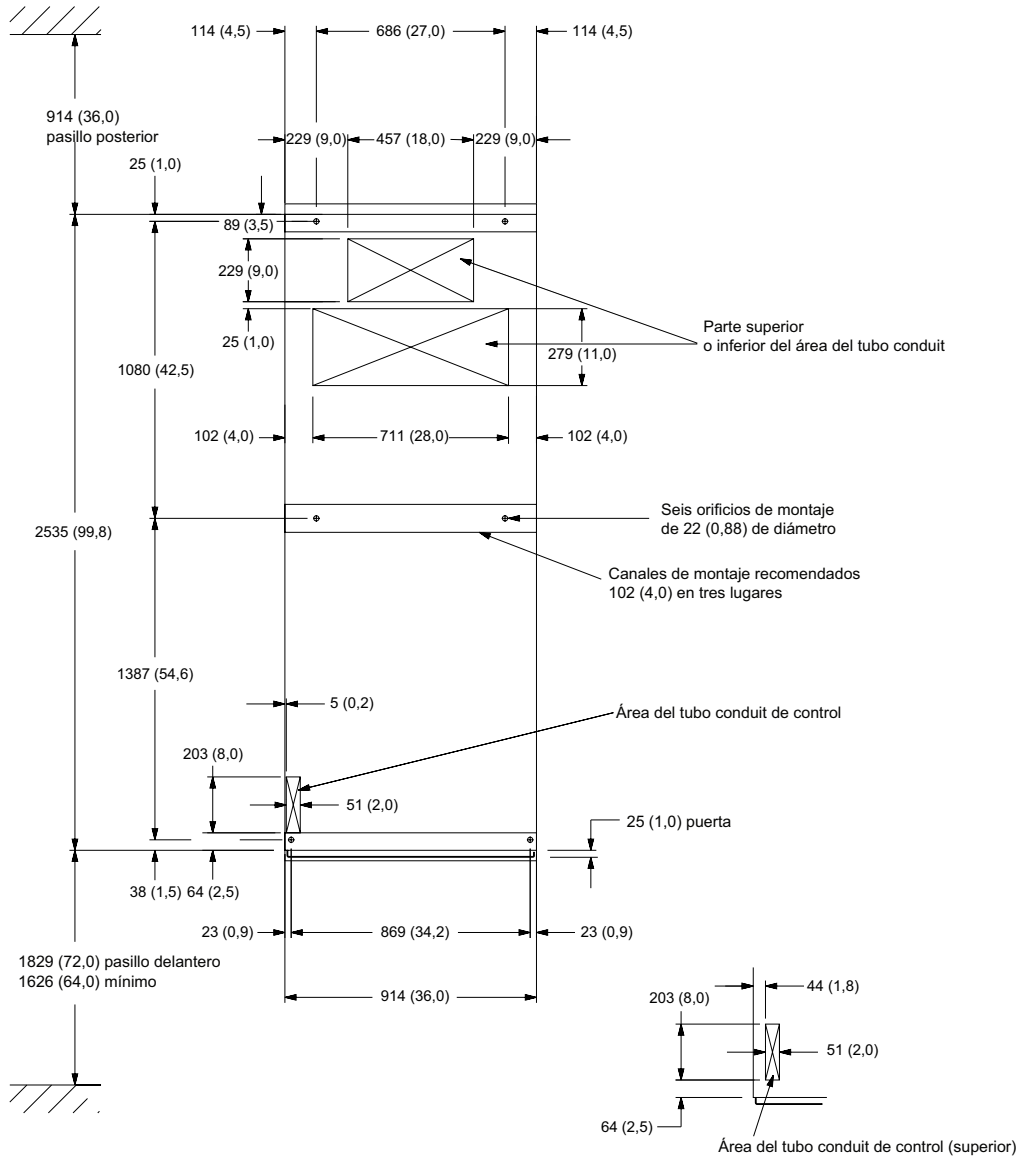 114 (4,5)
686 (27,0)
114 (4,5)
914 (36,0)
pasillo posterior
229 (9,0)
457 (18,0)
229 (9,0)
25 (1,0)
89 (3,5)
229 (9,0)
25 (1,0)
279 (11,0)
Parte superior
o inferior del área del tubo conduit
1080 (42,5)
102 (4,0)
711 (28,0)
102 (4,0)
2535 (99,8)
Seis orificios de montaje
de 22 (0,88) de diámetro
Canales de montaje recomendados
102 (4,0) en tres lugares
1387 (54,6)
5 (0,2)
Área del tubo conduit de control
203 (8,0)
51 (2,0)
25 (1,0) puerta
38 (1,5)
64 (2,5)
23 (0,9)
869 (34,2)
23 (0,9)
1829 (72,0) pasillo delantero
1626 (64,0) mínimo
914 (36,0)
203 (8,0)
44 (1,8)
51 (2,0)
64 (2,5)
Área del tubo conduit de control (superior)